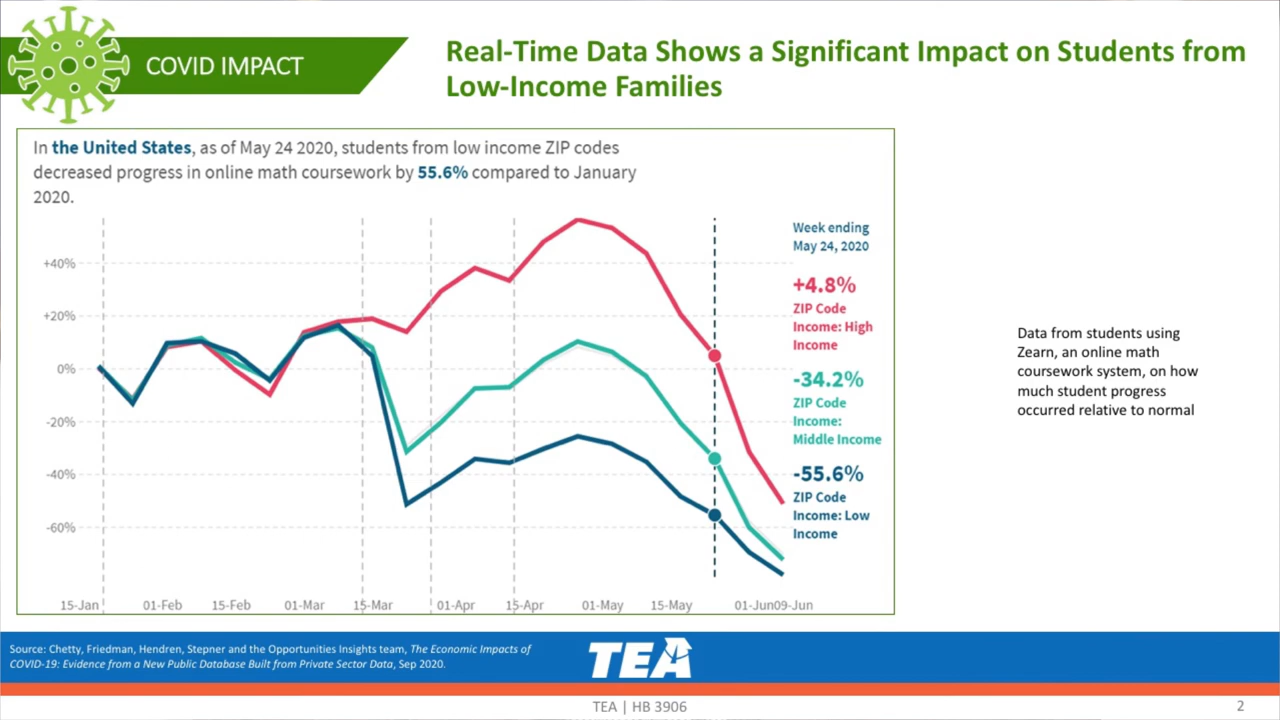 COVID IMPACT
Real-Time Data Shows a Significant Impact on Students from
Low-Income Families
In the United States, as of May 24 2020, students from low income ZIP codes
decreased progress in online math coursework by 55.6% compared to January
2020.
Week ending
May 24, 2020
+40%
+20%
0%
-20%
-40%
-60%
+4.8%
ZIP Code
Income: High
Income
-34.2%
ZIP Code
Income:
Middle Income
-55.6%
ZIP Code
Income: Low
Income
15-Jan 01-Feb 15-Feb 01-Mar 15-Mar 01-Apr 15-Apr 01-May 15-May 01-Jun09-Jun
Data from students using
Zearn, an online math
coursework system, on how
much student progress
occurred relative to normal
Source: Chetty, Friedman, Hendren, Stepner and the Opportunities Insights team, The Economic Impacts of
COVID-19: Evidence from a New Public Database Built from Private Sector Data, Sep 2020.
TEA
TEA | HB 3906
2